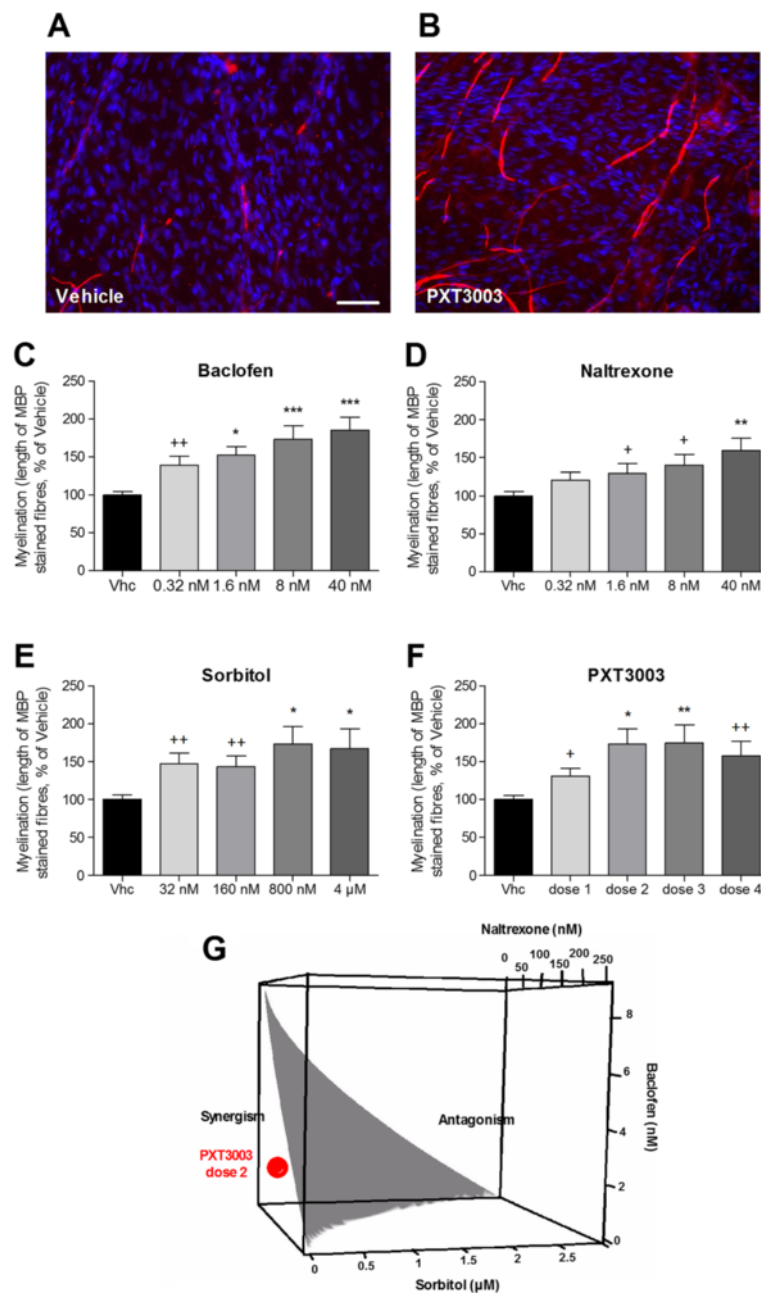 A
B
Vehicle
PXT3003
C
Baclofen
Myelination (length of MBP
stained fibres, % of Vehicle)
250
200
150
100
50
0
++
*
***
***
Vhc
0.32 nM
1.6 nM
8 nM
40 nM
D
Naltrexone
Myelination (length of MBP
stained fibres, % of Vehicle)
250
200
150
100
50
0
+
+
**
Vhc
0.32 nM
1.6 nM
8 nM
40 nM
E
Sorbitol
Myelination (length of MBP
stained fibres, % of Vehicle)
250
200
150
100
50
0
++
++
*
*
Vhc
32 nM
160 nM
800 nM
4 µM
F
PXT3003
Myelination (length of MBP
stained fibres, % of Vehicle)
250
200
150
100
50
0
+
*
**
++
Vhc
dose 1
dose 2
dose 3
dose 4
G
Naltrexone (nM)
0 50 100 150 200 250
8
6
4
2
0
Baclofen (nM)
Synergism
Antagonism
PXT3003
dose 2
0 0.5 1 1.5 2 2.5
Sorbitol (µM)